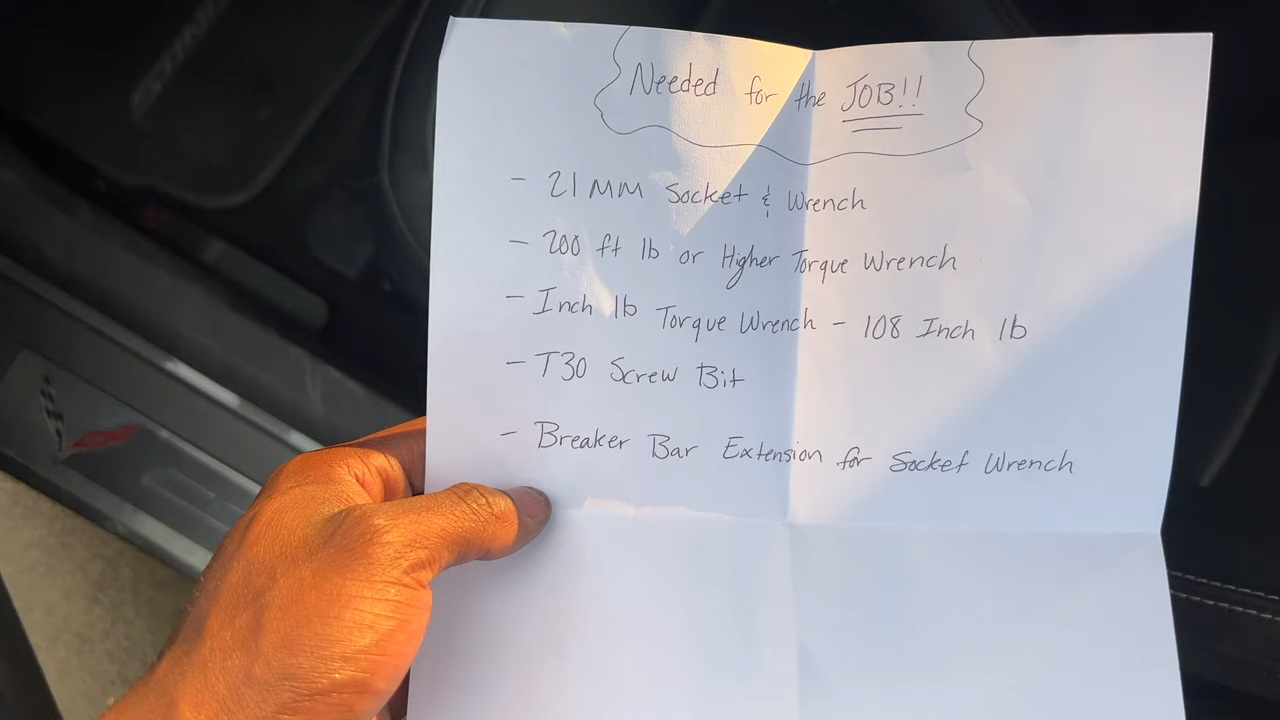 Needed for the JOB!!
- 21MM Socket & Wrench
- 200 ft lb or Higher Torque Wrench
- Inch lb Torque Wrench - 108 Inch lb
- T30 Screw Bit
- Breaker Bar Extension for Socket Wrench